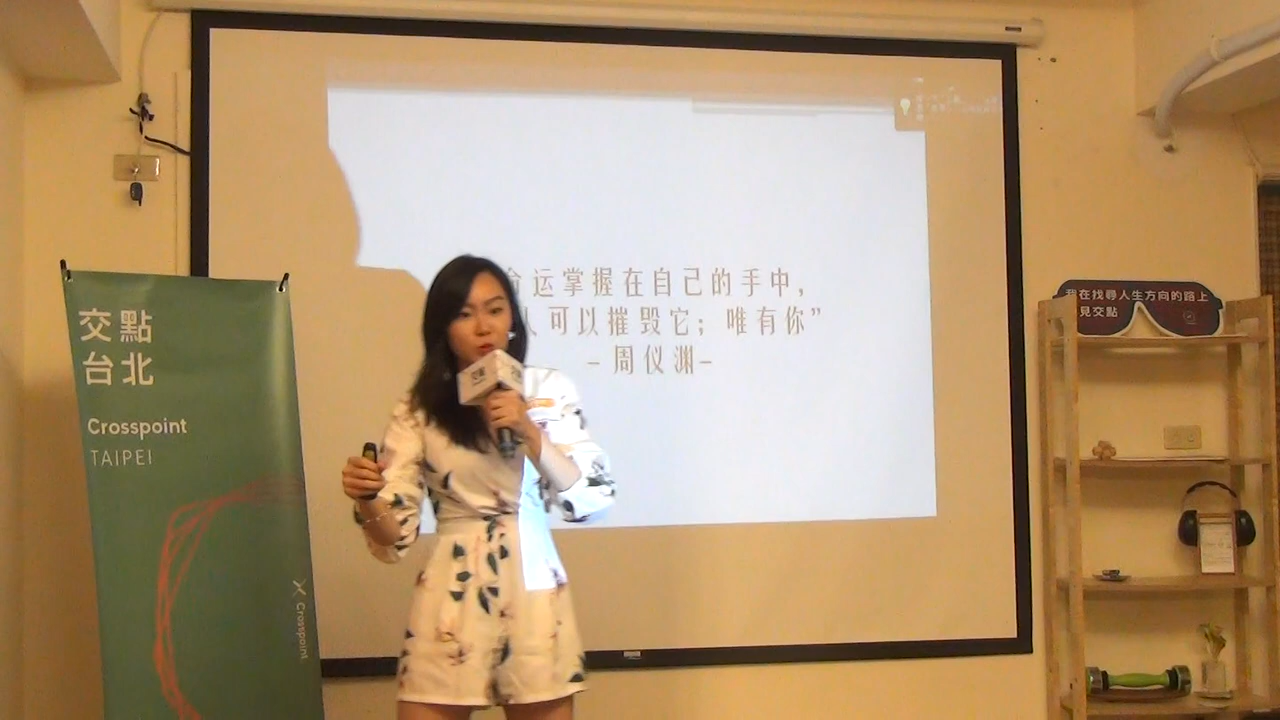 交點
台北
Crosspoint
TAIPEI
Crosspoint
运掌握在自己的手中，
人可以摧毁它；唯有你”
–周仪渊–
我在找尋人生方向的路上
見交點